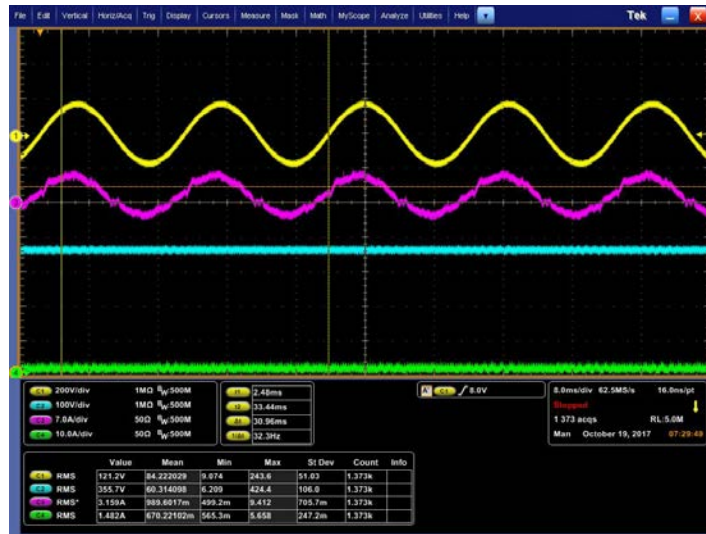 File Edit Vertical Horiz/Acq Trig Display Cursors Measure Mask Math MyScope Analyze Utilities Help Tek X
1
C1 200V/div 1MΩ BW:500M
C2 100V/div 1MΩ BW:500M
C3 7.0A/div 50Ω BW:500M
C4 10.0A/div 50Ω BW:500M
t1 2.48ms
t2 33.44ms
Δt 30.96ms
1/Δt 32.3Hz
A' C1 8.0V
8.0ms/div 62.5MS/s 16.0ns/pt
Stopped
1 373 acqs RL:5.0M
Man October 19, 2017 07:29:40
Value Mean Min Max St Dev Count Info
C1 RMS 121.2V 84.222029 9.074 243.6 51.03 1.373k
C2 RMS 355.7V 60.314098 6.209 424.4 106.0 1.373k
C3 RMS* 3.159A 989.6017m 499.2m 9.412 705.7m 1.373k
C4 RMS 1.482A 670.22102m 565.3m 5.658 247.2m 1.373k